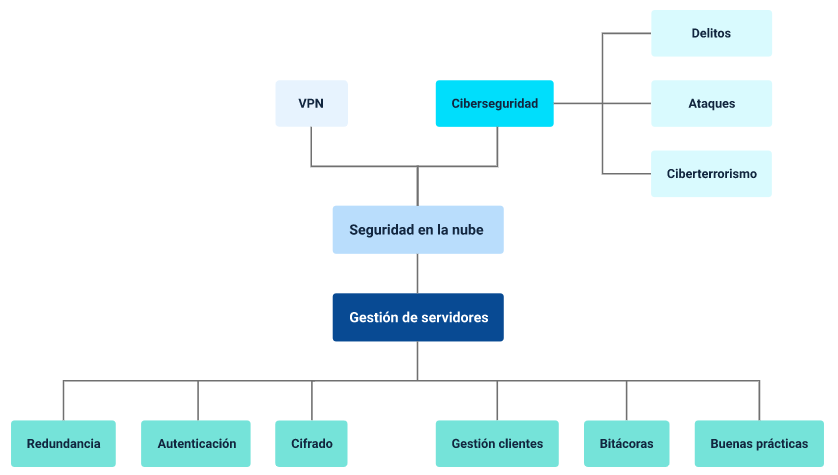 Delitos
VPN
Ciberseguridad
Ataques
Ciberterrorismo
Seguridad en la nube
Gestión de servidores
Redundancia
Autenticación
Cifrado
Gestión clientes
Bitácoras
Buenas prácticas